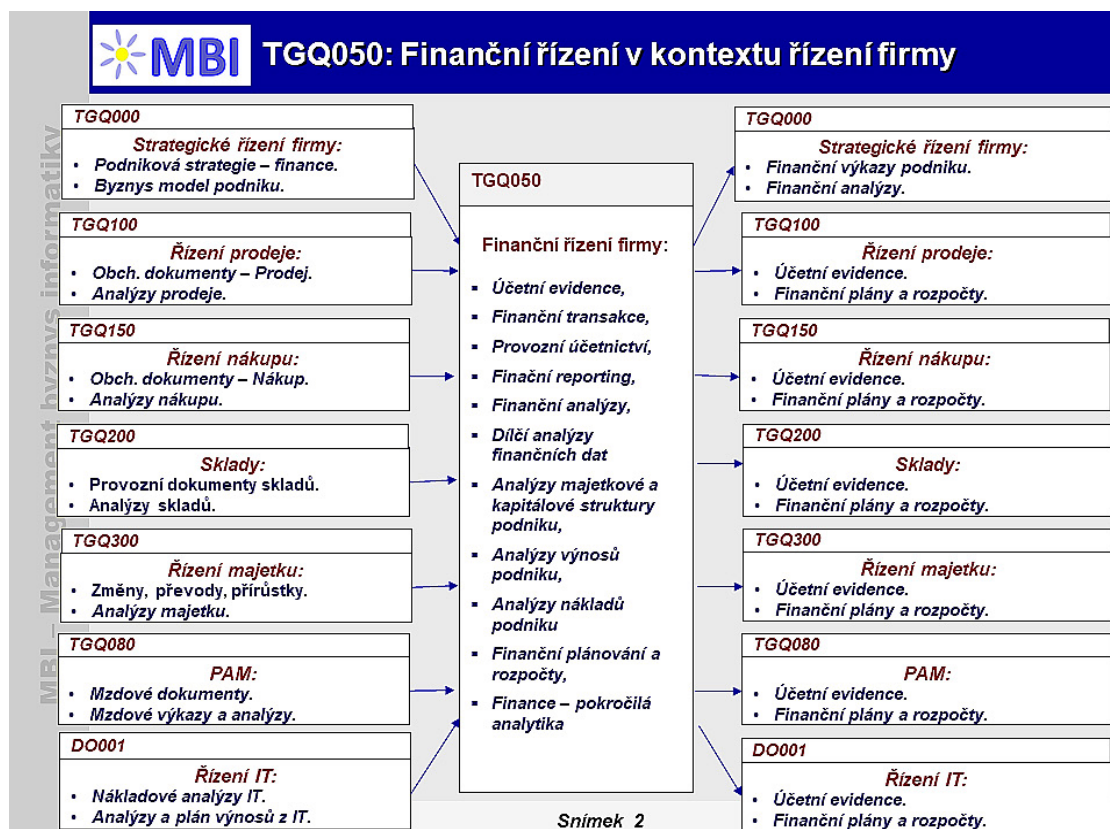 MBI
TGQ050: Finanční řízení v kontextu řízení firmy
MBI – Management byznys informatiky
TGQ000
Strategické řízení firmy:
• Podniková strategie – finance.
• Byznys model podniku.
TGQ100
Řízení prodeje:
• Obch. dokumenty – Prodej.
• Analýzy prodeje.
TGQ150
Řízení nákupu:
• Obch. dokumenty – Nákup.
• Analýzy nákupu.
TGQ200
Sklady:
• Provozní dokumenty skladů.
• Analýzy skladů.
TGQ300
Řízení majetku:
• Změny, převody, přírůstky.
• Analýzy majetku.
TGQ080
PAM:
• Mzdové dokumenty.
• Mzdové výkazy a analýzy.
DO001
Řízení IT:
• Nákladové analýzy IT.
• Analýzy a plán výnosů z IT.
TGQ050
Finanční řízení firmy:
▪ Účetní evidence,
▪ Finanční transakce,
▪ Provozní účetnictví,
▪ Finační reporting,
▪ Finanční analýzy,
▪ Dílčí analýzy
finančních dat
▪ Analýzy majetkové a
kapitálové struktury
podniku,
▪ Analýzy výnosů
podniku,
▪ Analýzy nákladů
podniku
▪ Finanční plánování a
rozpočty,
▪ Finance – pokročilá
analytika
TGQ000
Strategické řízení firmy:
• Finanční výkazy podniku.
• Finanční analýzy.
TGQ100
Řízení prodeje:
• Účetní evidence.
• Finanční plány a rozpočty.
TGQ150
Řízení nákupu:
• Účetní evidence.
• Finanční plány a rozpočty.
TGQ200
Sklady:
• Účetní evidence.
• Finanční plány a rozpočty.
TGQ300
Řízení majetku:
• Účetní evidence.
• Finanční plány a rozpočty.
TGQ080
PAM:
• Účetní evidence.
• Finanční plány a rozpočty.
DO001
Řízení IT:
• Účetní evidence.
• Finanční plány a rozpočty.
Snímek 2